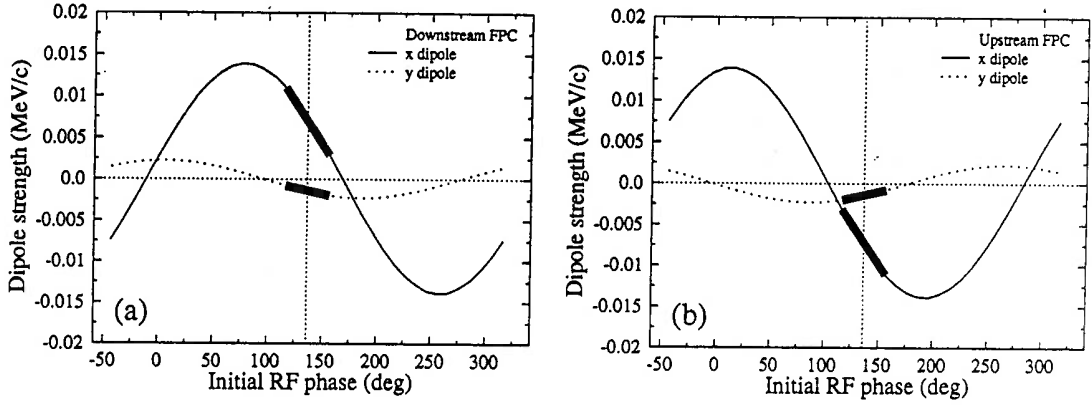 0.02
0.015
0.01
0.005
0.0
-0.005
-0.01
-0.015
-0.02
Dipole strength (MeV/c)
Downstream FPC
x dipole
y dipole
(a)
-50 0 50 100 150 200 250 300
Initial RF phase (deg)
0.02
0.015
0.01
0.005
0.0
-0.005
-0.01
-0.015
-0.02
Dipole strength (MeV/c)
Upstream FPC
x dipole
y dipole
(b)
-50 0 50 100 150 200 250 300
Initial RF phase (deg)